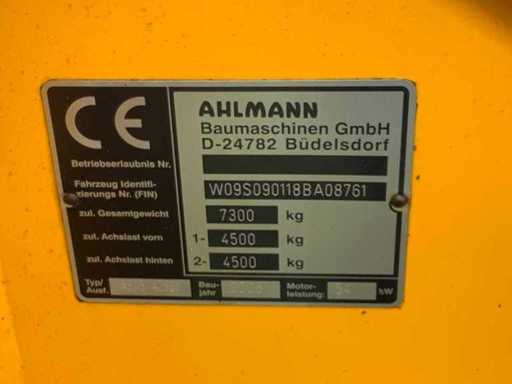 CE
AHLMANN
Baumaschinen GmbH
D-24782 Büdelsdorf
Betriebserlaubnis Nr.
Fahrzeug Identifi-
zierungs Nr. (FIN) W09S090118BA08761
zul. Gesamtgewicht 7300 kg
zul. Achslast vorn 1- 4500 kg
zul. Achslast hinten 2- 4500 kg
Typ/
Ausf.
Bau-
jahr
Motor-
leistung: kW